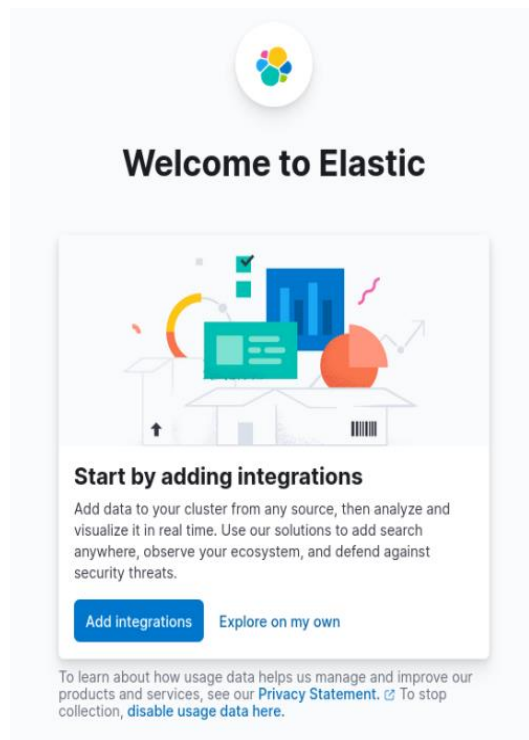 Welcome to Elastic
Start by adding integrations
Add data to your cluster from any source, then analyze and
visualize it in real time. Use our solutions to add search
anywhere, observe your ecosystem, and defend against
security threats.
Add integrations
Explore on my own
To learn about how usage data helps us manage and improve our
products and services, see our Privacy Statement. To stop
collection, disable usage data here.